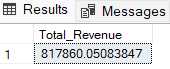 Results Messages
Total_Revenue
1 817860.05083847